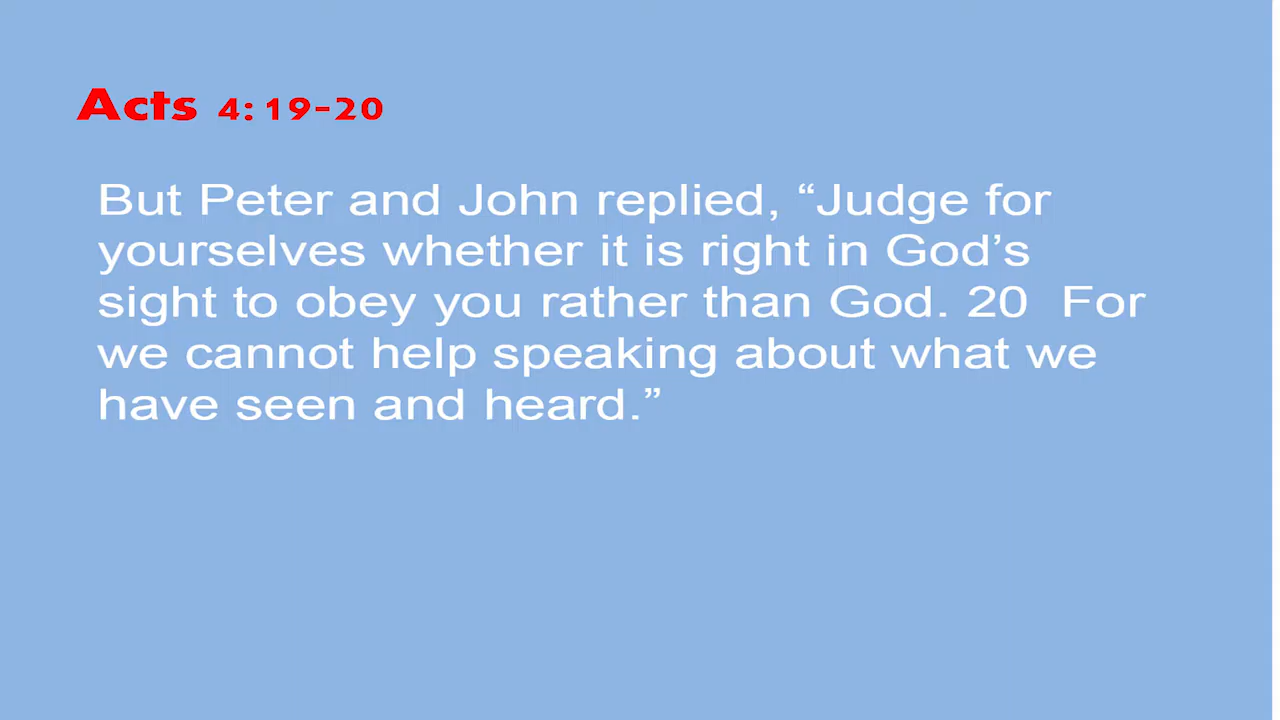 Acts 4:19-20
But Peter and John replied, “Judge for
yourselves whether it is right in God’s
sight to obey you rather than God. 20  For
we cannot help speaking about what we
have seen and heard.”